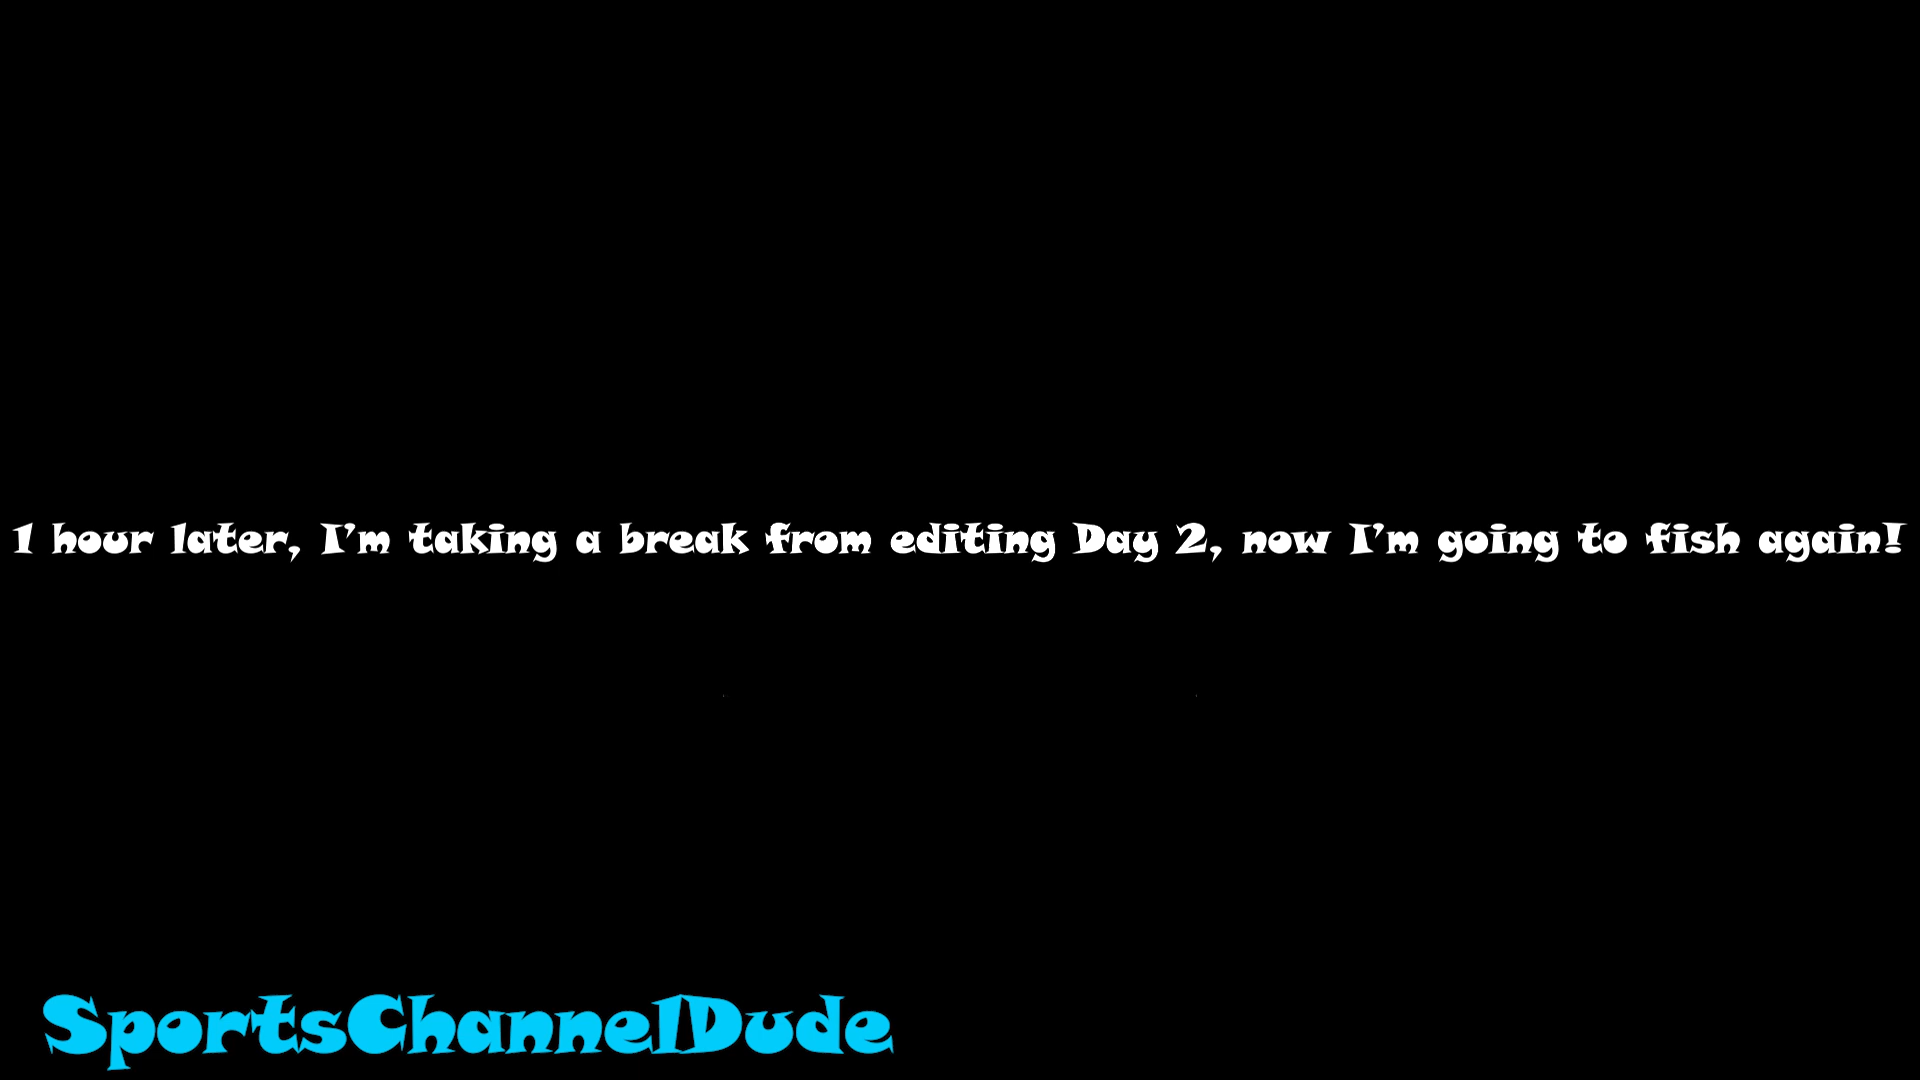 1 hour later, I'm taking a break from editing Day 2, now I'm going to fish again!
SportsChannelDude